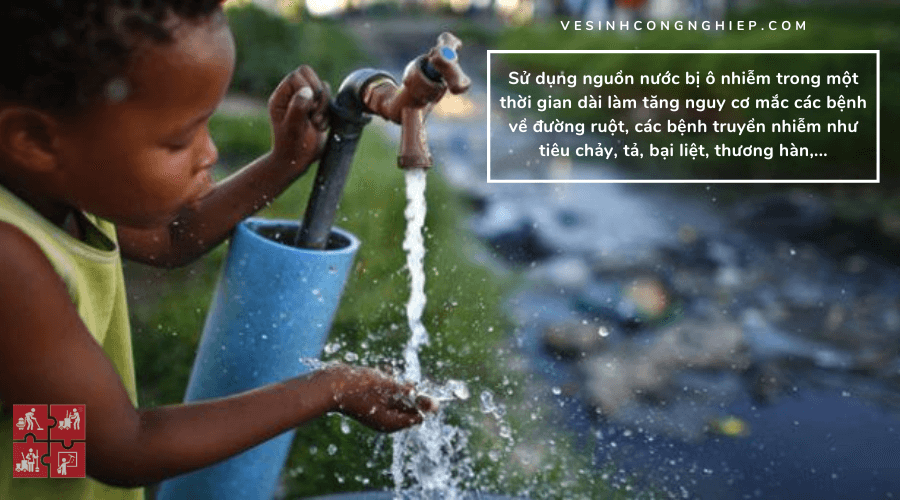 VESINHCONGNGHIEP.COM
Sử dụng nguồn nước bị ô nhiễm trong một
thời gian dài làm tăng nguy cơ mắc các bệnh
về đường ruột, các bệnh truyền nhiễm như
tiêu chảy, tả, bại liệt, thương hàn,...